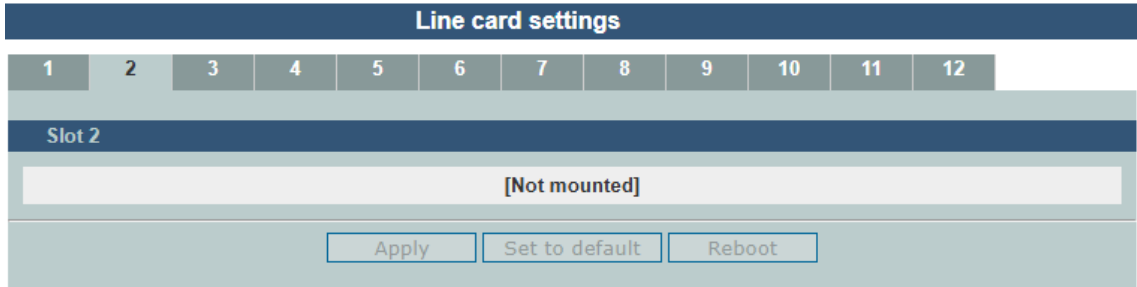 Line card settings
1 2 3 4 5 6 7 8 9 10 11 12
Slot 2
[Not mounted]
Apply Set to default Reboot